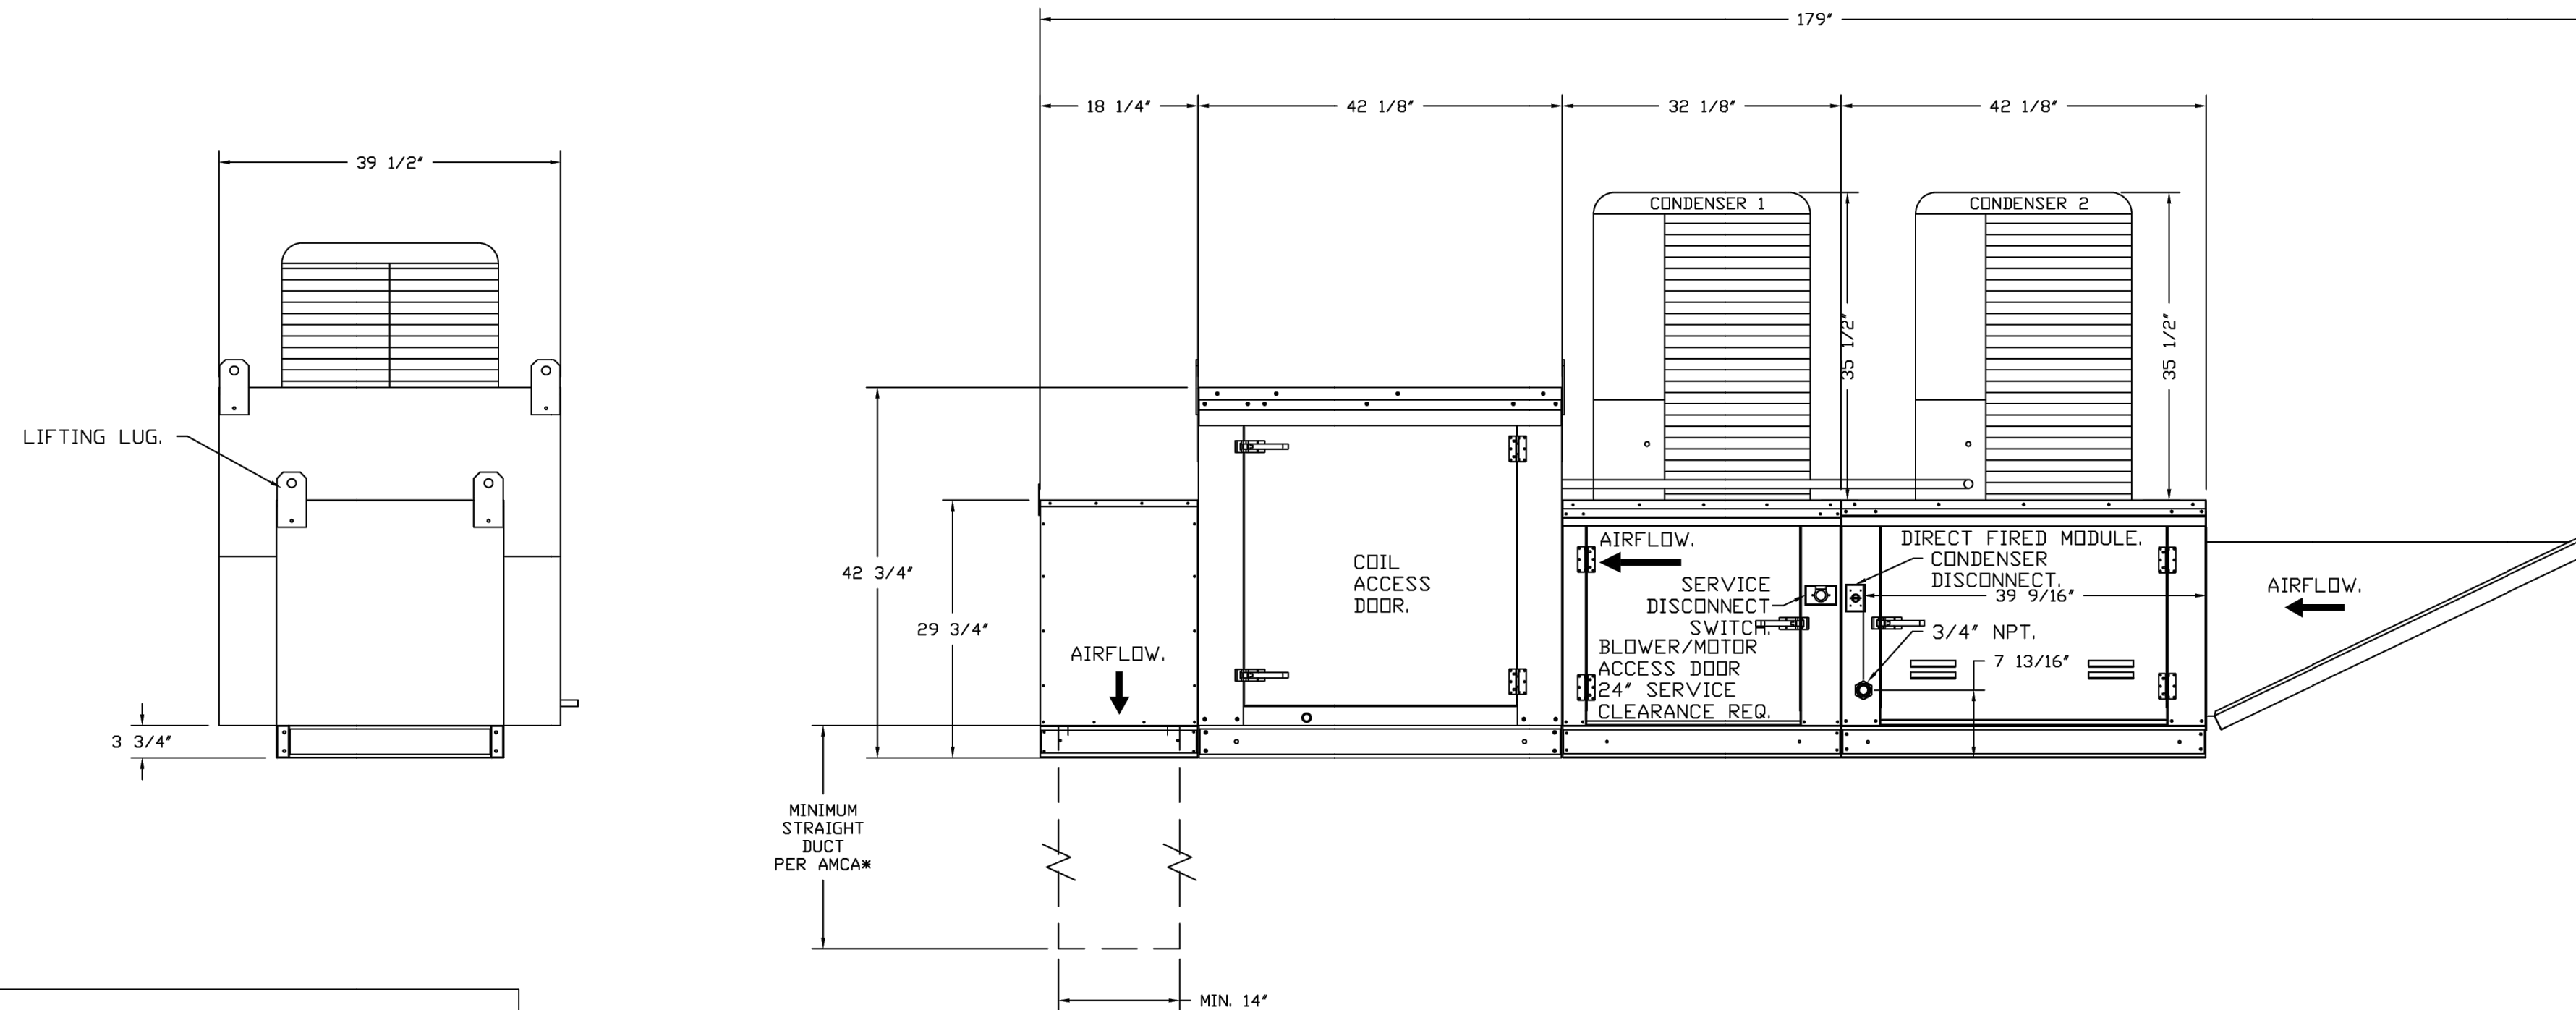 179"
18 1/4"
42 1/8"
32 1/8"
42 1/8"
39 1/2"
CONDENSER 1
CONDENSER 2
35 1/2"
35 1/2"
LIFTING LUG.
AIRFLOW.
DIRECT FIRED MODULE.
CONDENSER
DISCONNECT.
COIL
ACCESS
DOOR.
SERVICE
DISCONNECT
SWITCH.
39 9/16"
AIRFLOW.
42 3/4"
29 3/4"
3/4" NPT.
BLOWER/MOTOR
ACCESS DOOR
24" SERVICE
CLEARANCE REQ.
7 13/16"
AIRFLOW.
3 3/4"
MINIMUM
STRAIGHT
DUCT
PER AMCA*
MIN. 14"